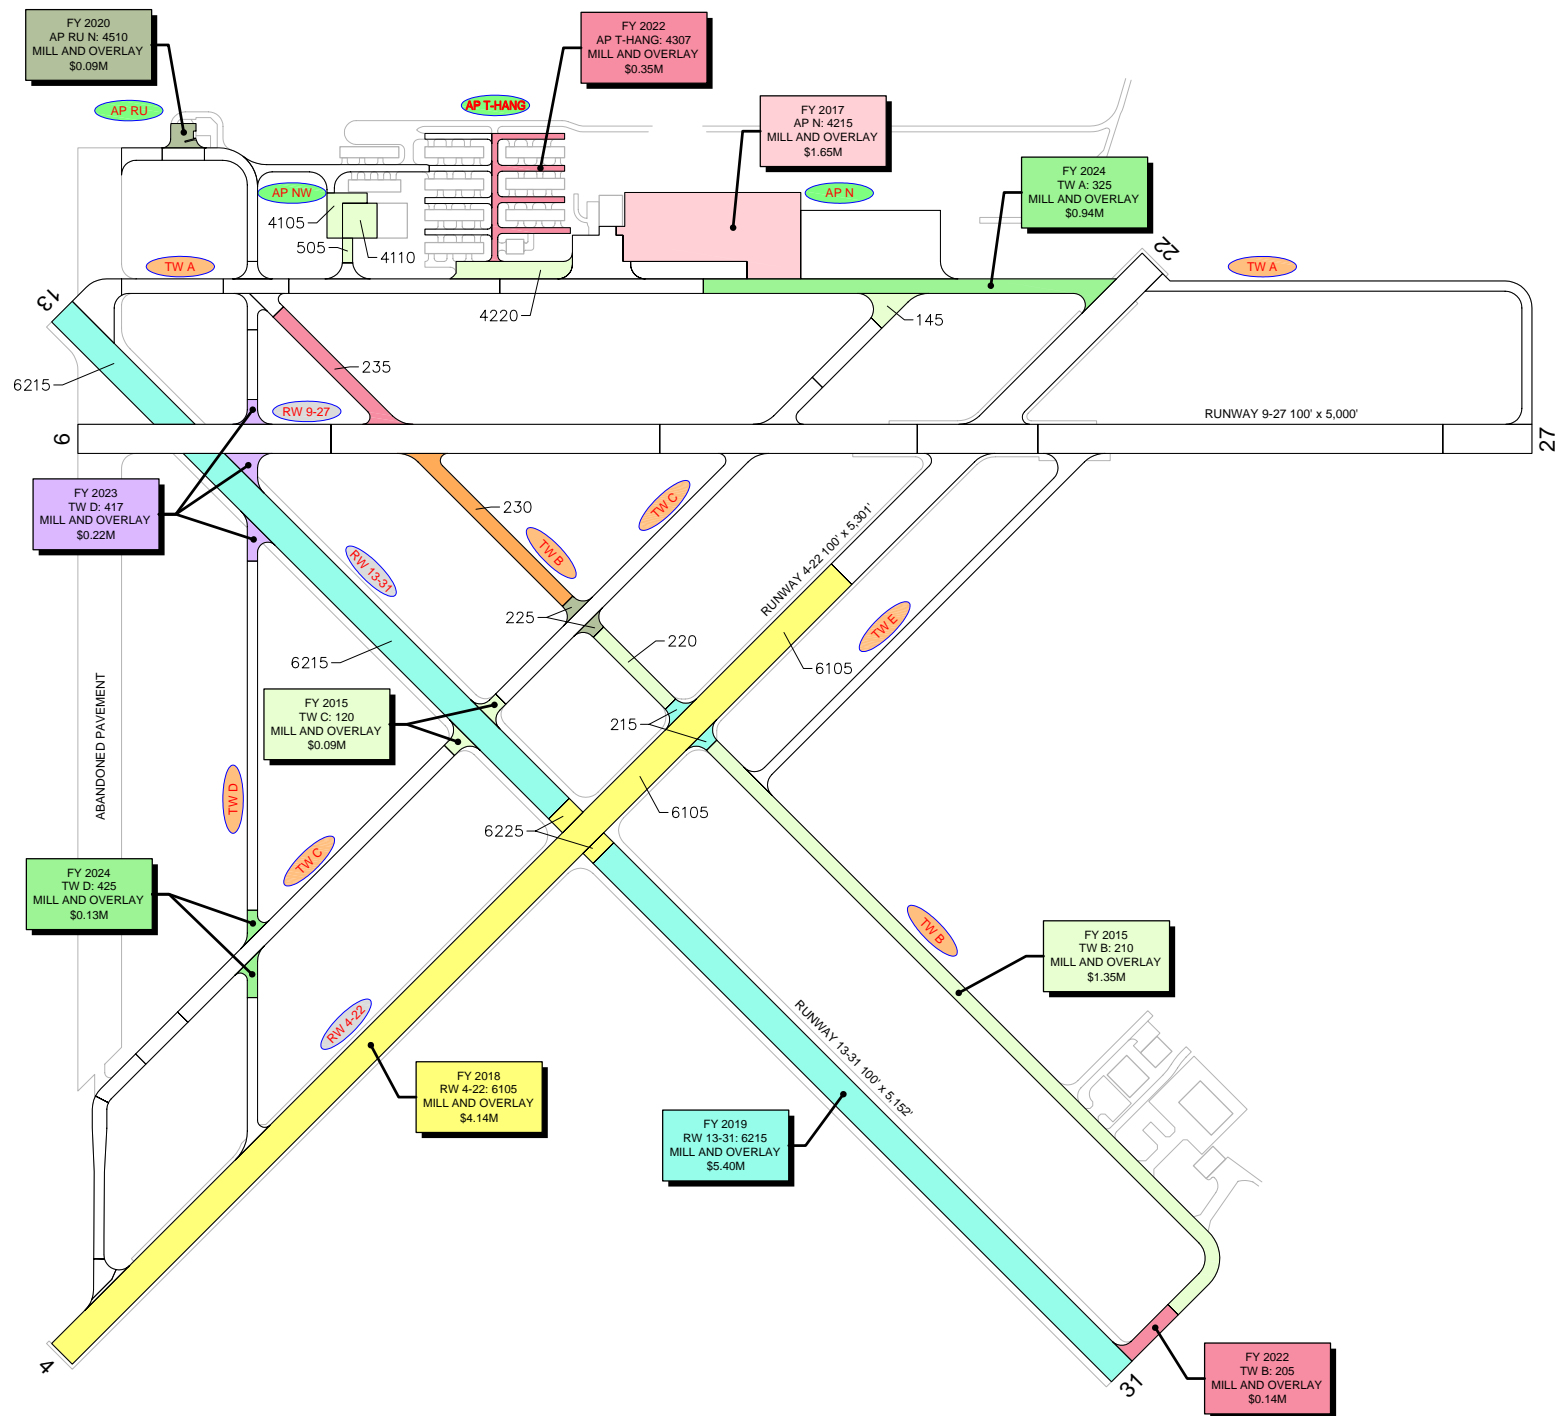 FY 2020
AP RU N: 4510
MILL AND OVERLAY
$0.09M
FY 2022
AP T-HANG: 4307
MILL AND OVERLAY
$0.35M
AP RU
AP T-HANG
FY 2017
AP N: 4215
MILL AND OVERLAY
$1.65M
FY 2024
TW A: 325
MILL AND OVERLAY
$0.94M
AP NW
AP N
4105
505
4110
22
TW A
TW A
13
4220
145
6215
235
RW 9-27
RUNWAY 9-27 100' x 5,000'
9
27
FY 2023
TW D: 417
MILL AND OVERLAY
$0.22M
230
TW C
TW B
RW 13-31
RUNWAY 4-22 100' x 5,301'
225
TW E
220
6215
6105
ABANDONED PAVEMENT
FY 2015
TW C: 120
MILL AND OVERLAY
$0.09M
215
TW D
6105
6225
TW C
FY 2024
TW D: 425
MILL AND OVERLAY
$0.13M
TW B
FY 2015
TW B: 210
MILL AND OVERLAY
$1.35M
RW 4-22
RUNWAY 13-31 100' x 5,152'
FY 2018
RW 4-22: 6105
MILL AND OVERLAY
$4.14M
FY 2019
RW 13-31: 6215
MILL AND OVERLAY
$5.40M
4
31
FY 2022
TW B: 205
MILL AND OVERLAY
$0.14M